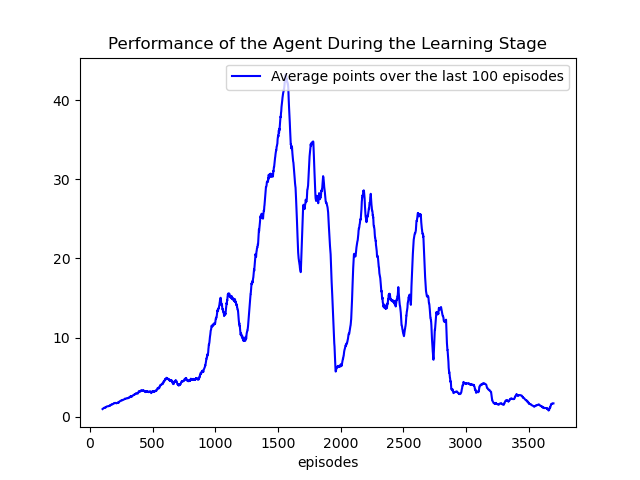 Performance of the Agent During the Learning Stage
Average points over the last 100 episodes
40
30
20
10
0
0 500 1000 1500 2000 2500 3000 3500
episodes